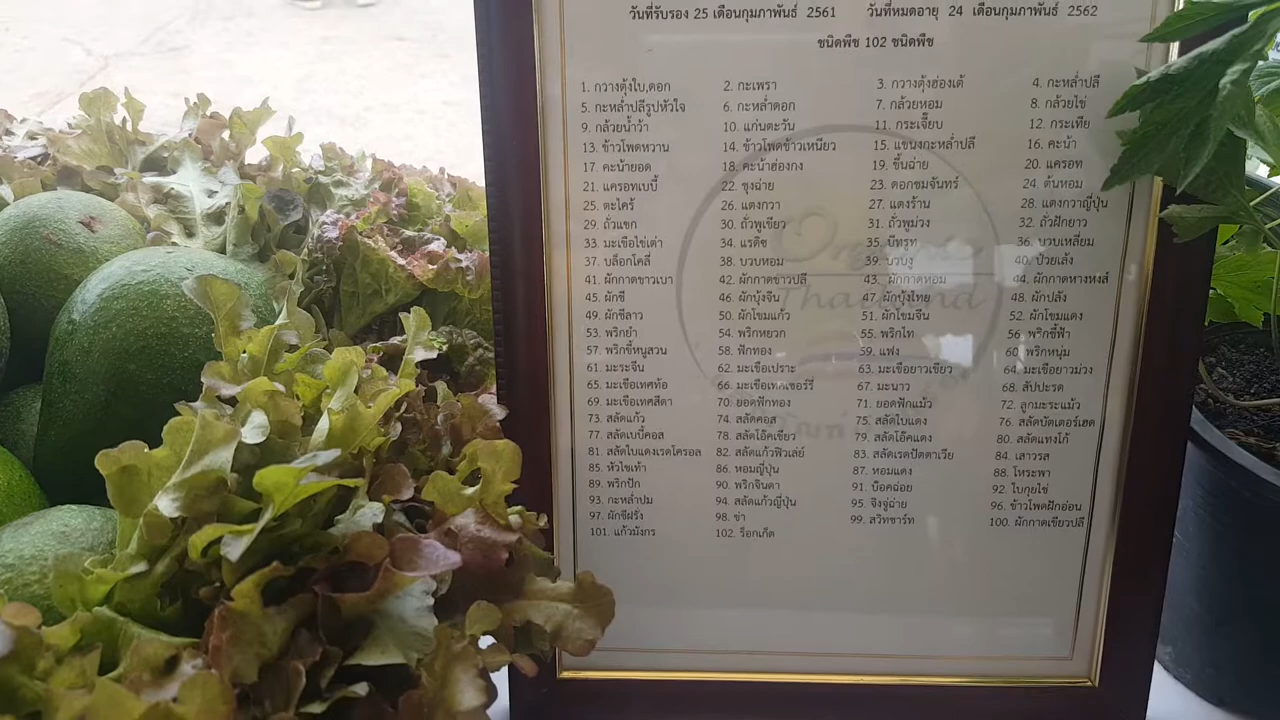 วันที่รับรอง 25 เดือนกุมภาพันธ์ 2561 วันที่หมดอายุ 24 เดือนกุมภาพันธ์ 2562
ชนิดพืช 102 ชนิดพืช
1. กวางตุ้งใบ,ดอก 2. กะเพรา 3. กวางตุ้งฮ่องเต้ 4. กะหล่ำปลี
5. กะหล่ำปลีรูปหัวใจ 6. กะหล่ำดอก 7. กล้วยหอม 8. กล้วยไข่
9. กล้วยน้ำว้า 10. แก่นตะวัน 11. กระเจี๊ยบ 12. กระเทียม
13. ข้าวโพดหวาน 14. ข้าวโพดข้าวเหนียว 15. แขนงกะหล่ำปลี 16. คะน้า
17. คะน้ายอด 18. คะน้าฮ่องกง 19. ขึ้นฉ่าย 20. แครอท
21. แครอทเบบี้ 22. ชุงฉ่าย 23. ดอกชมจันทร์ 24. ต้นหอม
25. ตะไคร้ 26. แตงกวา 27. แตงร้าน 28. แตงกวาญี่ปุ่น
29. ถั่วแขก 30. ถั่วพูเขียว 31. ถั่วพูม่วง 32. ถั่วฝักยาว
33. มะเขือไข่เต่า 34. แรดิช 35. บีทรูท 36. บวบเหลี่ยม
37. บล็อกโคลี่ 38. บวบหอม 39. บวบงู 40. ป๋วยเล้ง
41. ผักกาดขาวเบา 42. ผักกาดขาวปลี 43. ผักกาดหอม 44. ผักกาดหางหงส์
45. ผักชี 46. ผักบุ้งจีน 47. ผักบุ้งไทย 48. ผักปลัง
49. ผักชีลาว 50. ผักโขมแก้ว 51. ผักโขมจีน 52. ผักโขมแดง
53. พริกยำ 54. พริกหยวก 55. พริกไท 56. พริกชี้ฟ้า
57. พริกขี้หนูสวน 58. ฟักทอง 59. แฟง 60. พริกหนุ่ม
61. มะระจีน 62. มะเขือเปราะ 63. มะเขือยาวเขียว 64. มะเขือยาวม่วง
65. มะเขือเทศท้อ 66. มะเขือเทศเชอร์รี่ 67. มะนาว 68. สัปปะรด
69. มะเขือเทศสีดา 70. ยอดฟักทอง 71. ยอดฟักแม้ว 72. ลูกมะระแม้ว
73. สลัดแก้ว 74. สลัดคอส 75. สลัดใบแดง 76. สลัดบัตเตอร์เฮด
77. สลัดเบบี้คอส 78. สลัดโอ๊คเขียว 79. สลัดโอ๊คแดง 80. สลัดแทงโก้
81. สลัดใบแดงเรดโครอล 82. สลัดแก้วฟิวเล่ย์ 83. สลัดเรดปัตตาเวีย 84. เสาวรส
85. หัวไชเท้า 86. หอมญี่ปุ่น 87. หอมแดง 88. โหระพา
89. พริกปัก 90. พริกจินดา 91. บ๊อคฉ่อย 92. ใบกุยไช่
93. กะหล่ำปม 94. สลัดแก้วญี่ปุ่น 95. จิงจูฉ่าย 96. ข้าวโพดฝักอ่อน
97. ผักชีฝรั่ง 98. ข่า 99. สวิทชาร์ท 100. ผักกาดเขียวปลี
101. แก้วมังกร 102. ร็อกเก็ต
Organic
Thailand